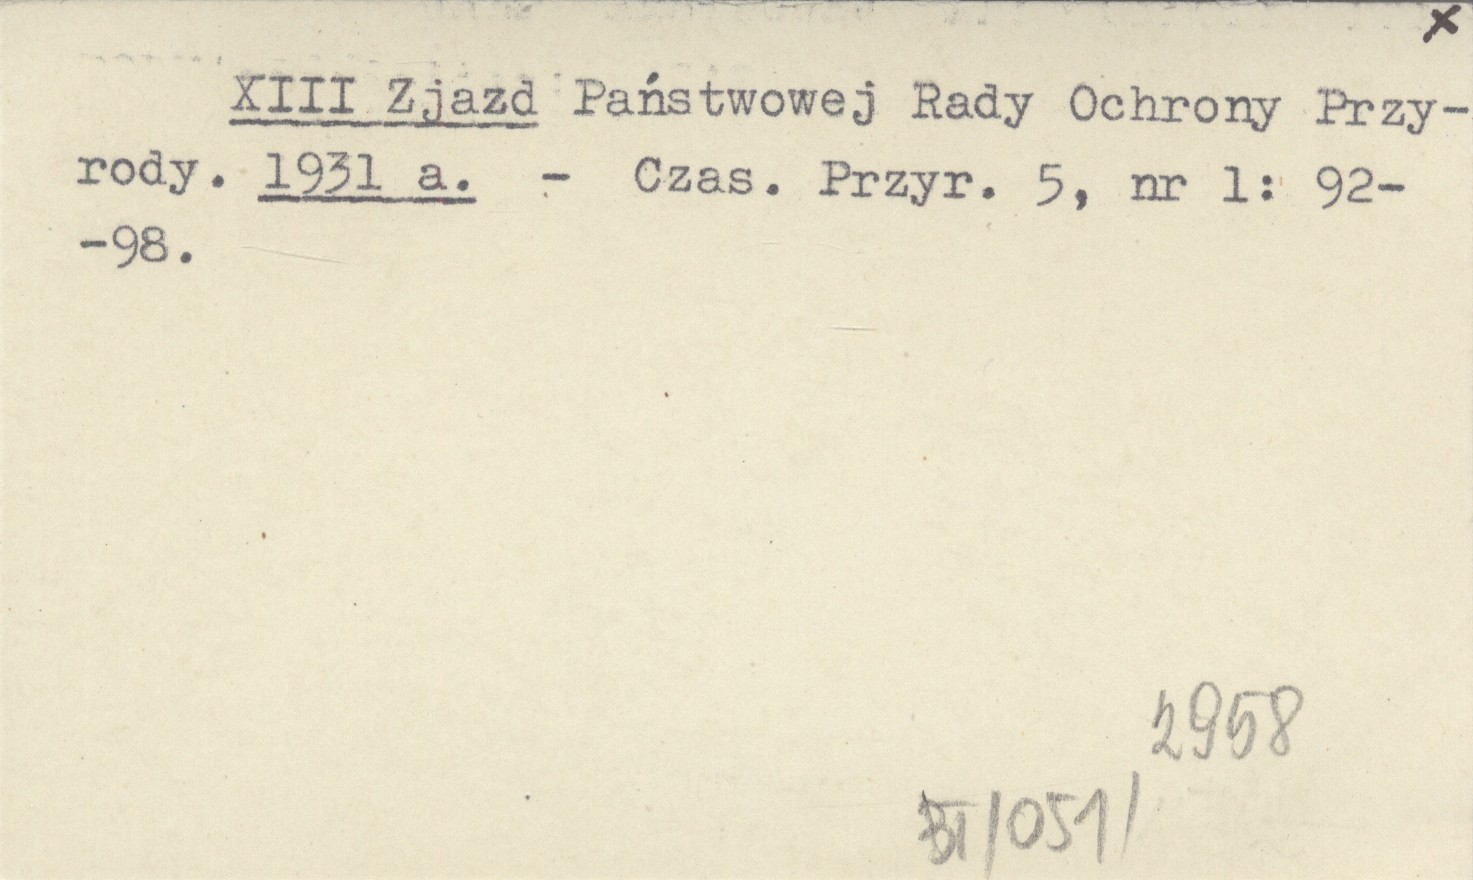 XIII Zjazd Państwowej Rady Ochrony Przy-
rody. 1931 a. - Czas. Przyr. 5, nr 1: 92-
-98.
2958
/051/